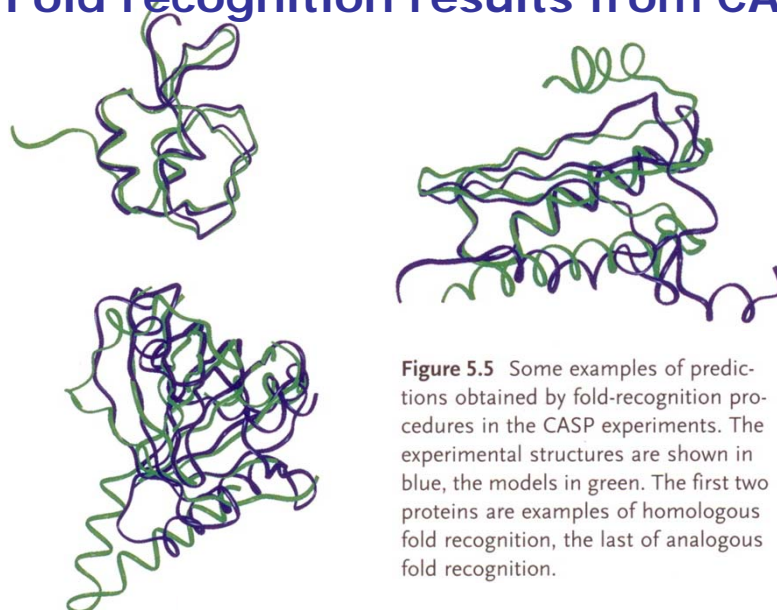 Fold recognition results from CA
Figure 5.5 Some examples of predic-
tions obtained by fold-recognition pro-
cedures in the CASP experiments. The
experimental structures are shown in
blue, the models in green. The first two
proteins are examples of homologous
fold recognition, the last of analogous
fold recognition.